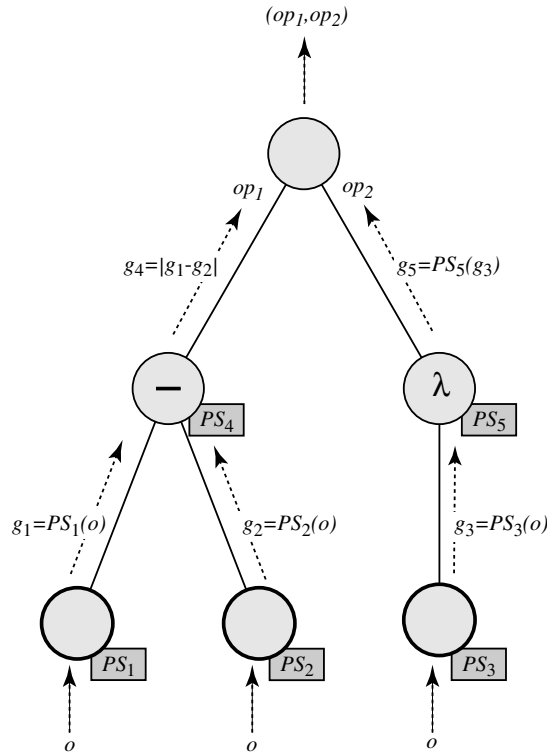 (op₁,op₂)
op₁ op₂
g₄=|g₁-g₂| g₅=PS₅(g₃)
– λ
PS₄ PS₅
g₁=PS₁(o) g₂=PS₂(o) g₃=PS₃(o)
PS₁ PS₂ PS₃
o o o